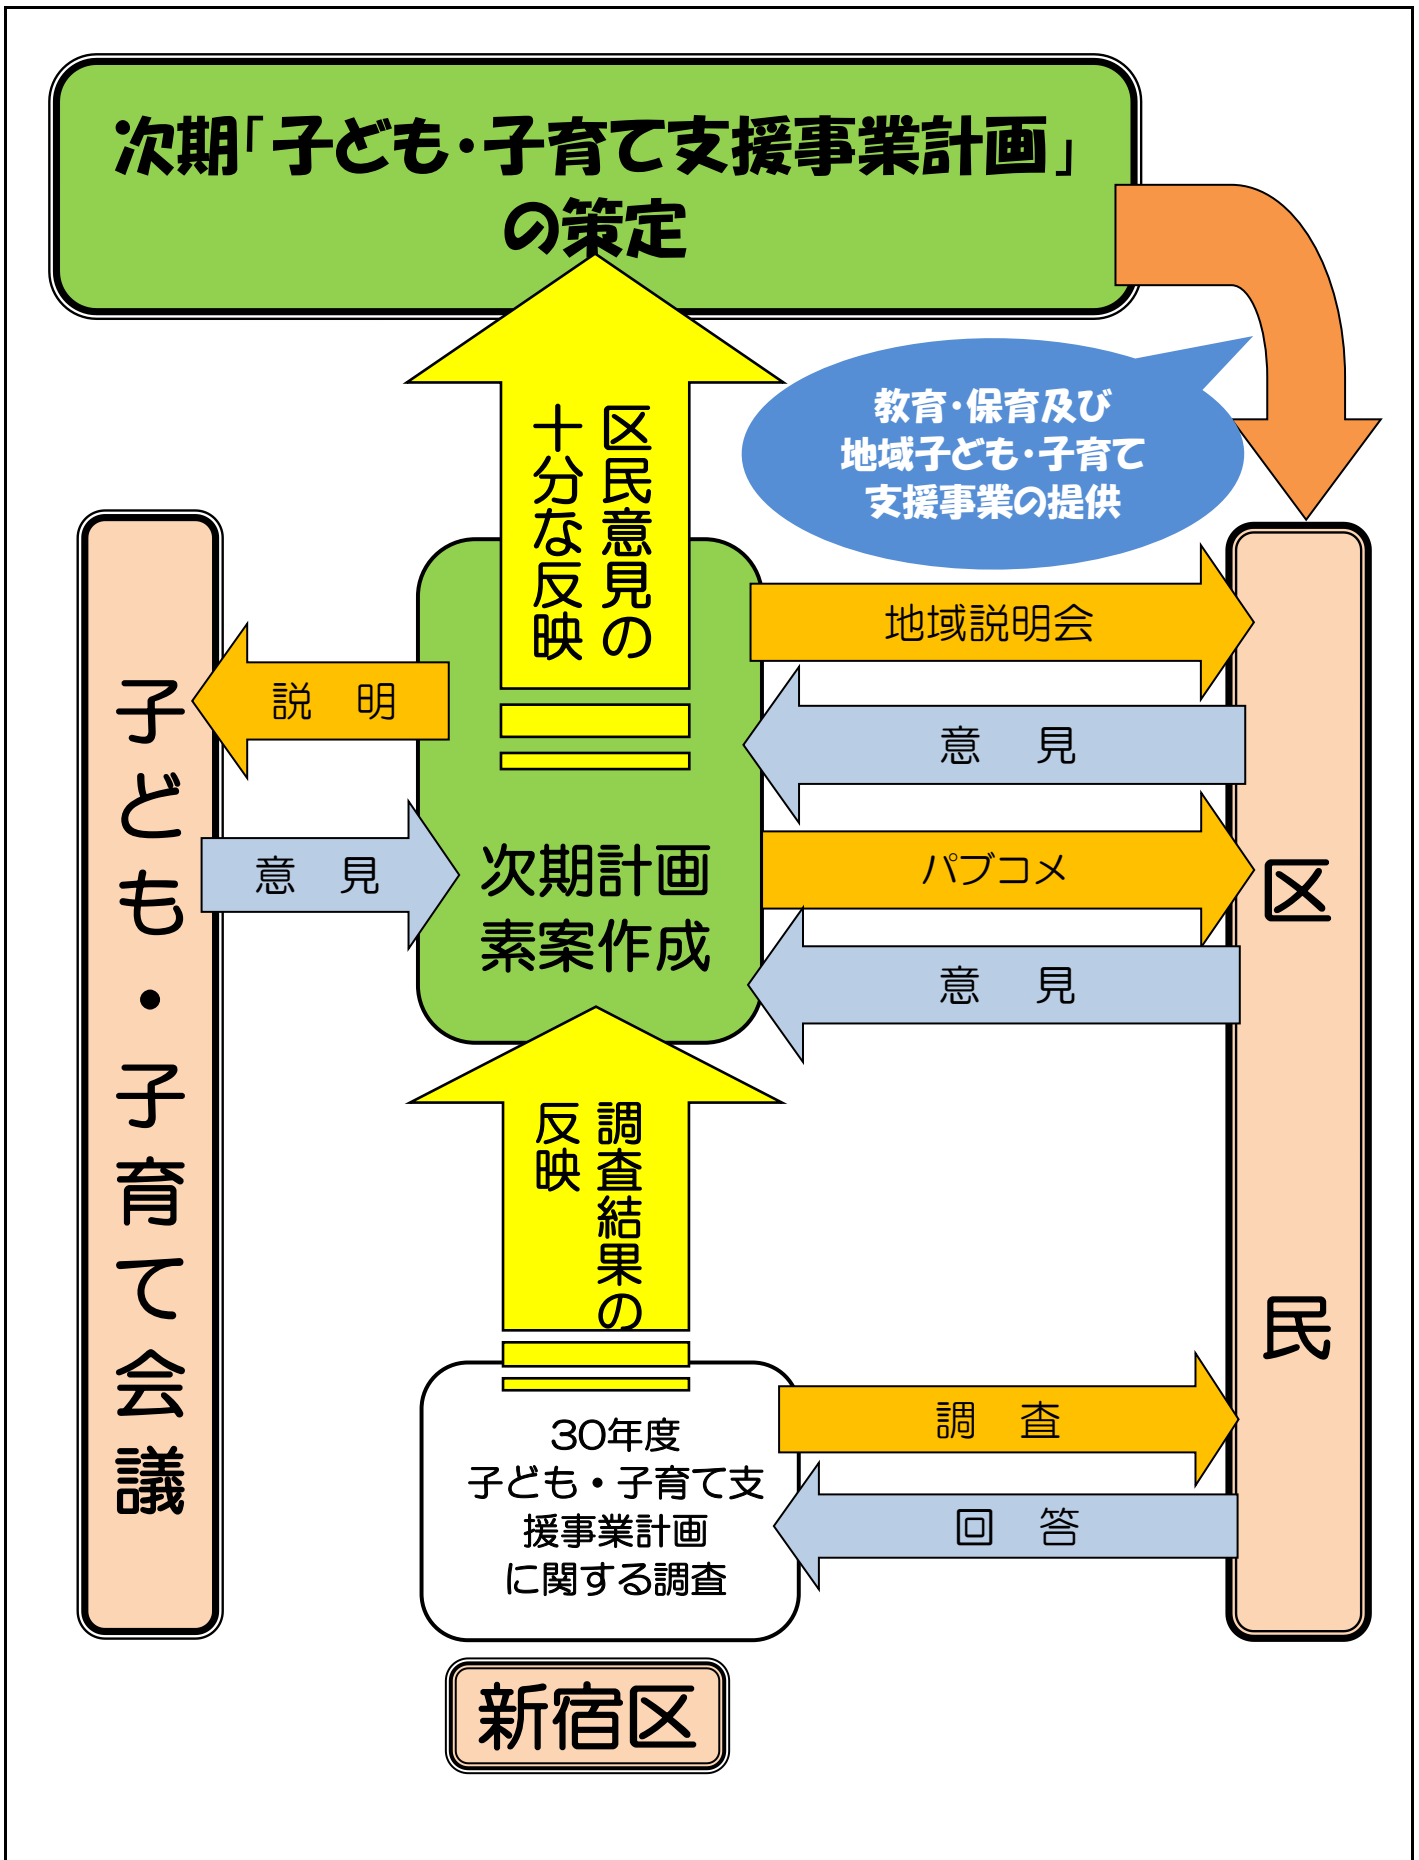 次期「子ども・子育て支援事業計画」
の策定
教育・保育及び
地域子ども・子育て
支援事業の提供
区民意見の
十分な反映
地域説明会
説　明
意　見
意　見
次期計画
素案作成
パブコメ
意　見
子ども・子育て会議
区　民
調査結果の
反映
30年度
子ども・子育て支
援事業計画
に関する調査
調　査
回　答
新宿区